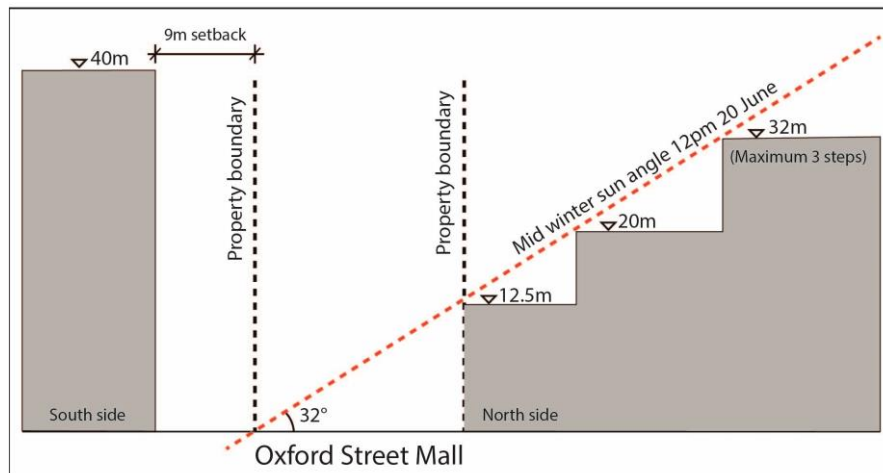 9m setback
40m
Property boundary
Property boundary
Mid winter sun angle 12pm 20 June
32m
(Maximum 3 steps)
20m
12.5m
South side
32°
North side
Oxford Street Mall